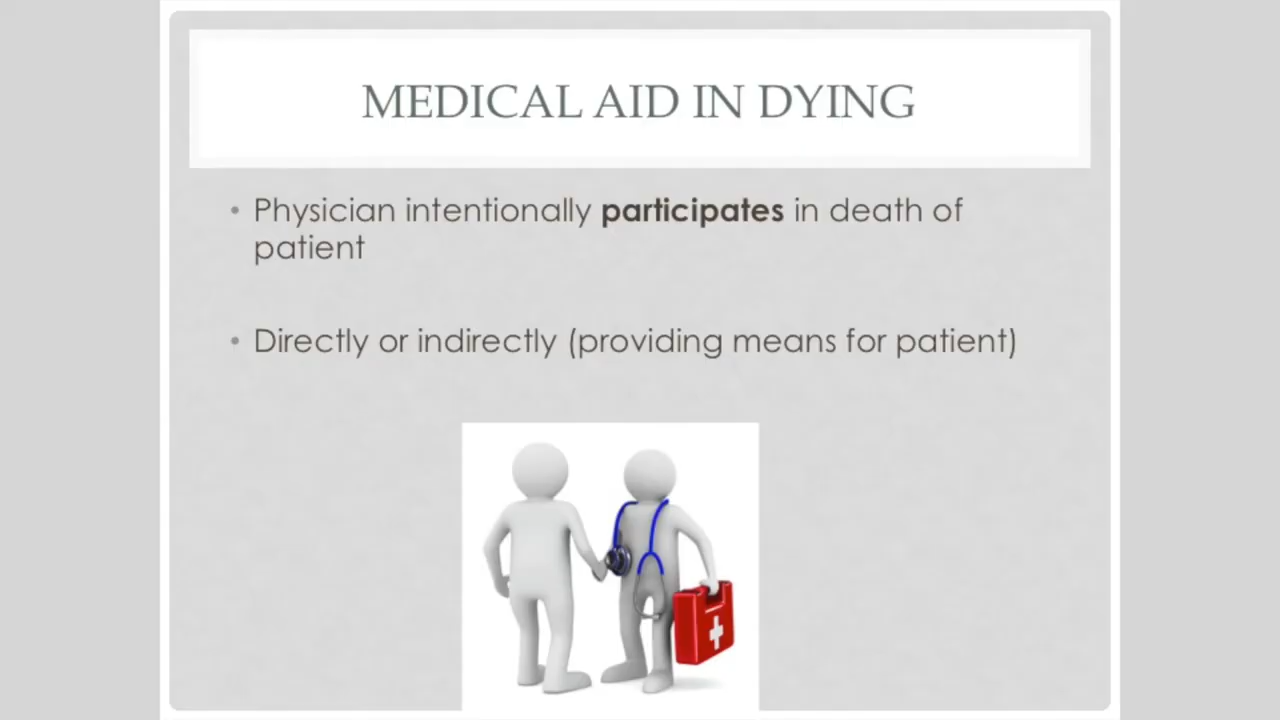 MEDICAL AID IN DYING
• Physician intentionally participates in death of
patient
• Directly or indirectly (providing means for patient)